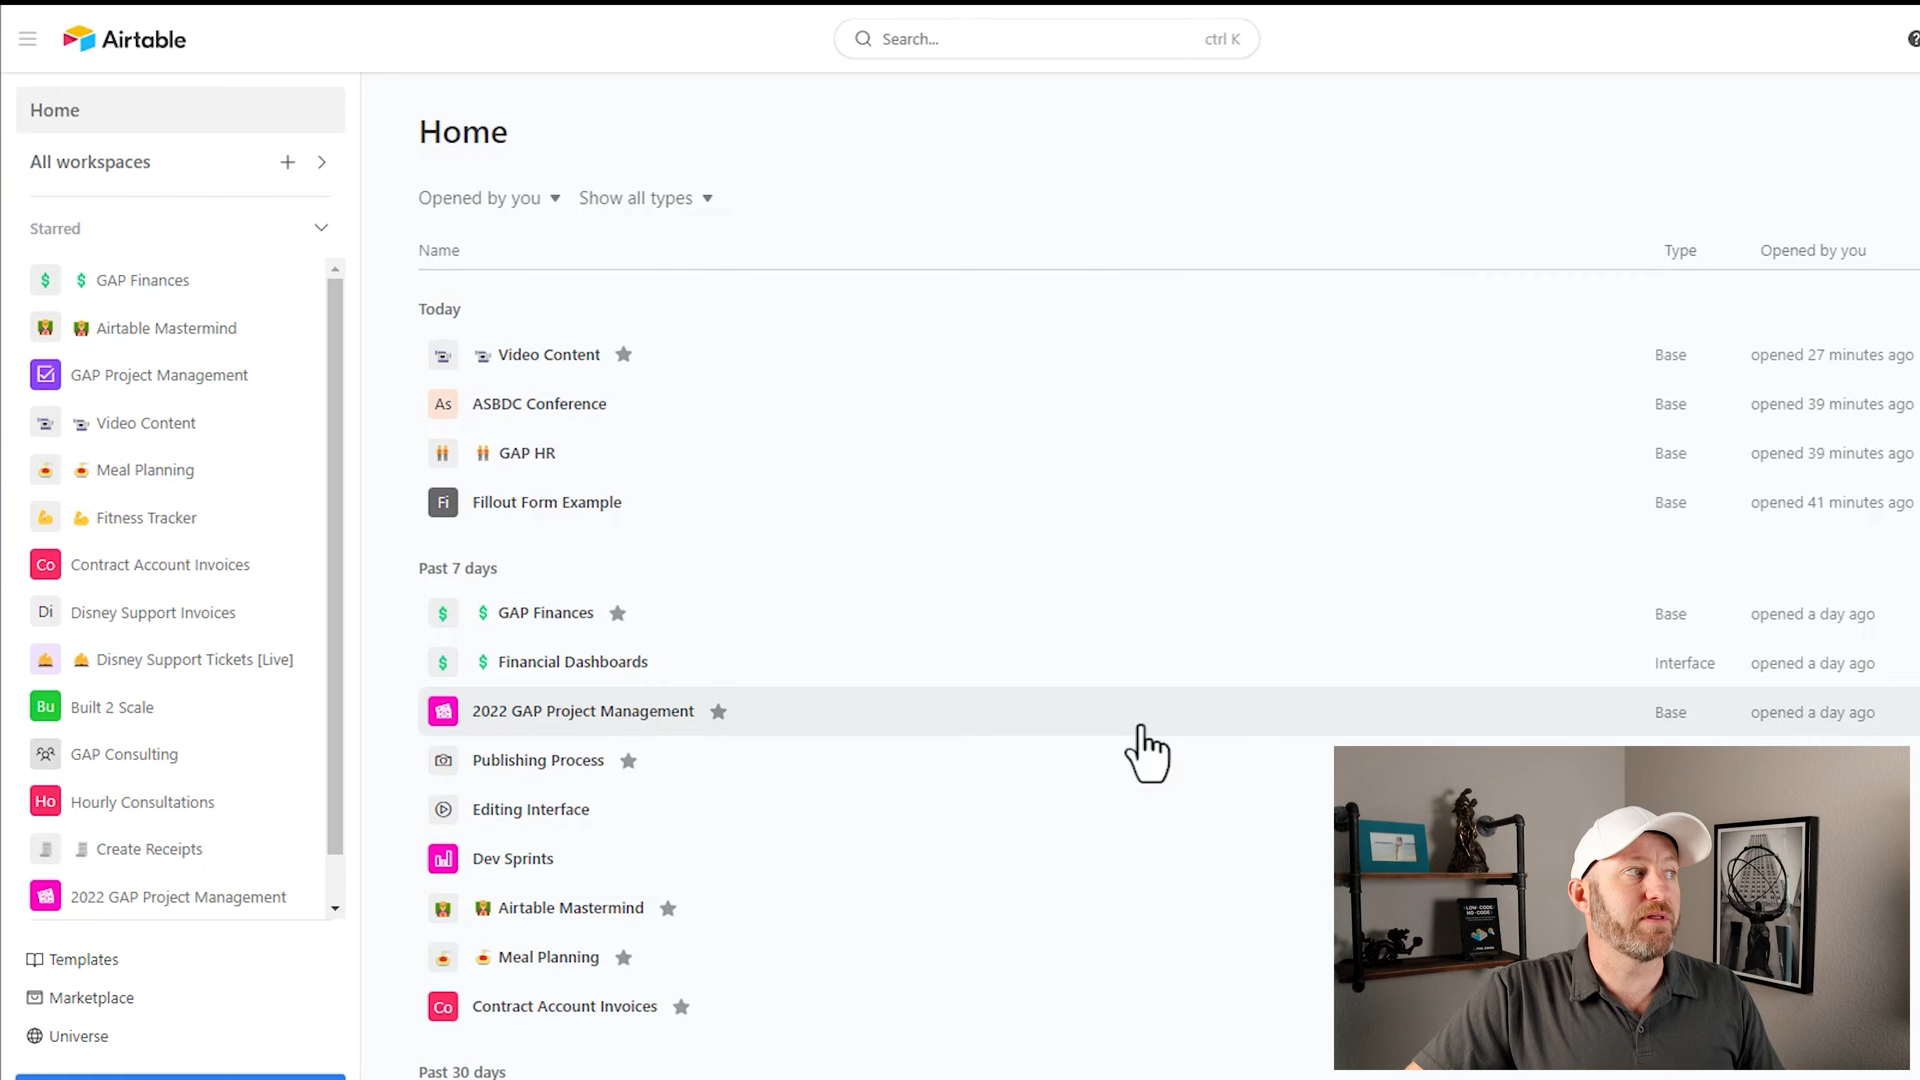 Airtable
Search...
ctrl K
Home
All workspaces
Starred
$ GAP Finances
Airtable Mastermind
GAP Project Management
Video Content
Meal Planning
Fitness Tracker
Co Contract Account Invoices
Di Disney Support Invoices
Disney Support Tickets [Live]
Bu Built 2 Scale
GAP Consulting
Ho Hourly Consultations
Create Receipts
2022 GAP Project Management
Templates
Marketplace
Universe
Home
Opened by you
Show all types
Name Type Opened by you
Today
Video Content Base opened 27 minutes ago
As ASBDC Conference Base opened 39 minutes ago
GAP HR Base opened 39 minutes ago
Fi Fillout Form Example Base opened 41 minutes ago
Past 7 days
$ $ GAP Finances Base opened a day ago
$ $ Financial Dashboards Interface opened a day ago
2022 GAP Project Management Base opened a day ago
Publishing Process
Editing Interface
Dev Sprints
Airtable Mastermind
Meal Planning
Co Contract Account Invoices
Past 30 days
LOW-CODE
NO-CODE